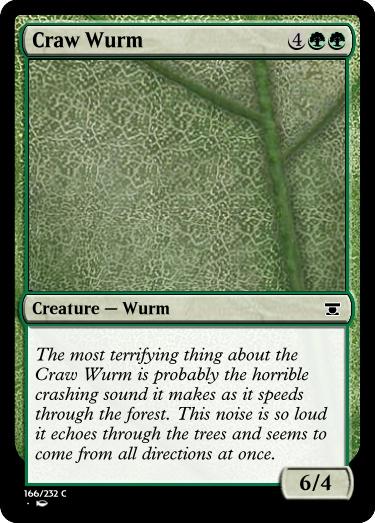 Craw Wurm 4
Creature — Wurm
The most terrifying thing about the
Craw Wurm is probably the horrible
crashing sound it makes as it speeds
through the forest. This noise is so loud
it echoes through the trees and seems to
come from all directions at once.
6/4
166/232 C